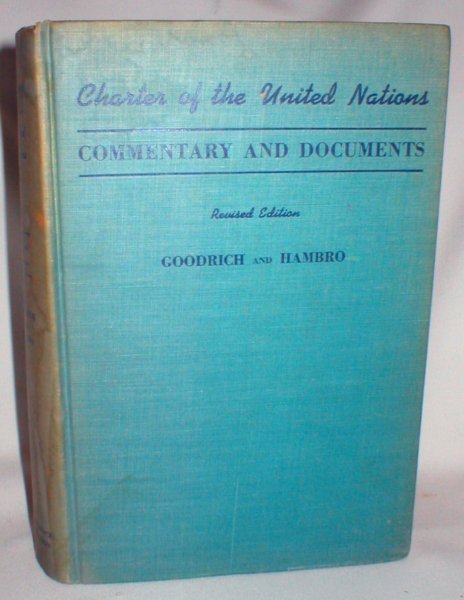 Charter of the United Nations
COMMENTARY AND DOCUMENTS
Revised Edition
GOODRICH AND HAMBRO